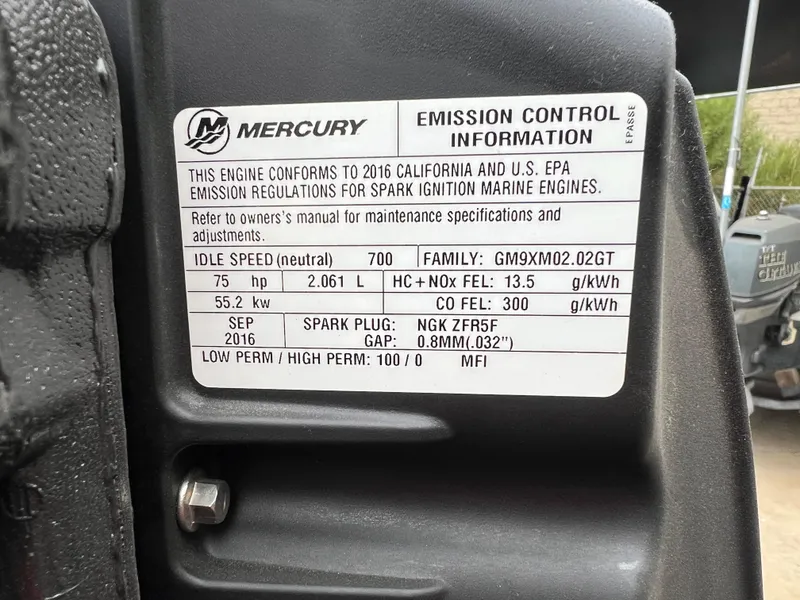 MERCURY
EMISSION CONTROL
INFORMATION
EPASSE
THIS ENGINE CONFORMS TO 2016 CALIFORNIA AND U.S. EPA
EMISSION REGULATIONS FOR SPARK IGNITION MARINE ENGINES.
Refer to owners's manual for maintenance specifications and
adjustments.
IDLE SPEED (neutral) 700 FAMILY: GM9XM02.02GT
75 hp 2.061 L HC+NOx FEL: 13.5 g/kWh
55.2 kw CO FEL: 300 g/kWh
SEP
2016
SPARK PLUG: NGK ZFR5F
GAP: 0.8MM(.032")
LOW PERM / HIGH PERM: 100 / 0 MFI
THE